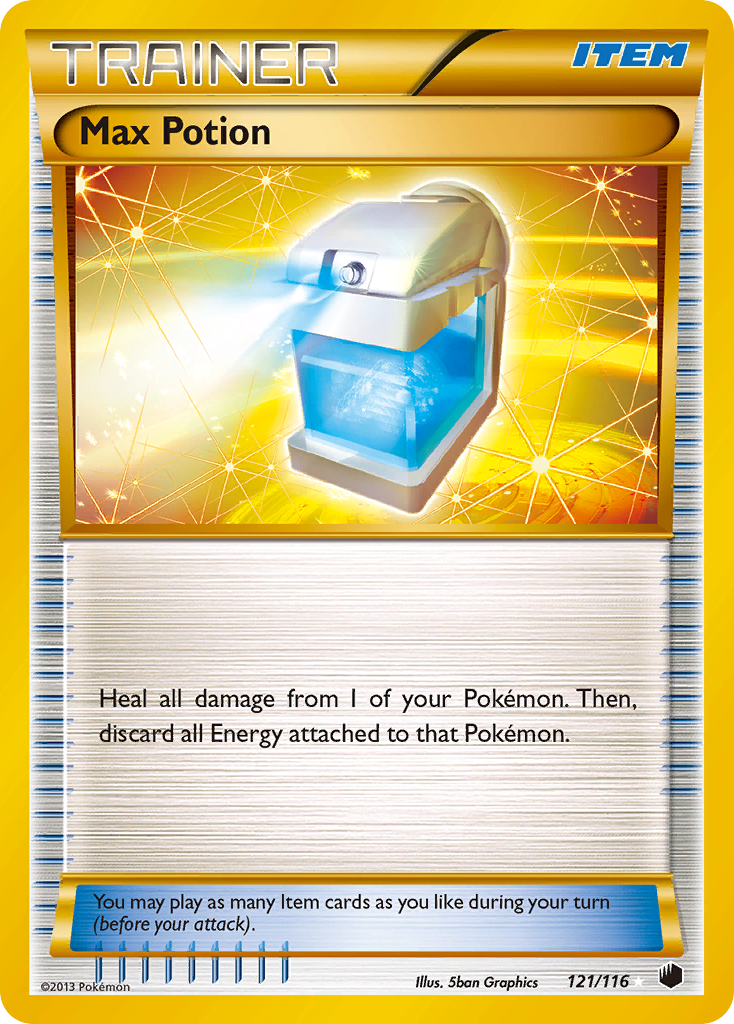 TRAINER
ITEM
Max Potion
Heal all damage from 1 of your Pokémon. Then,
discard all Energy attached to that Pokémon.
You may play as many Item cards as you like during your turn
(before your attack).
©2013 Pokémon
Illus. 5ban Graphics
121/116